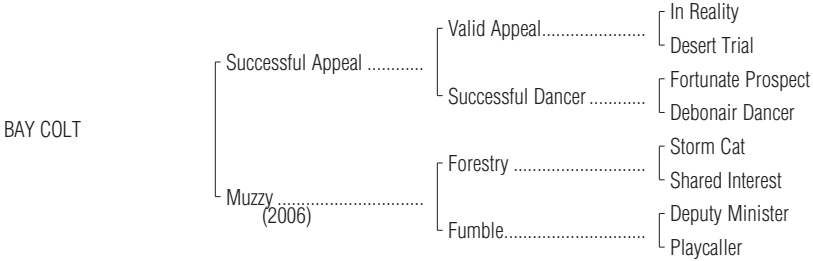 In Reality
Valid Appeal......................
Desert Trial
Successful Appeal ............
Fortunate Prospect
Successful Dancer ............
Debonair Dancer
BAY COLT
Storm Cat
Forestry ............................
Shared Interest
Muzzy ...............................
(2006)
Deputy Minister
Fumble..............................
Playcaller